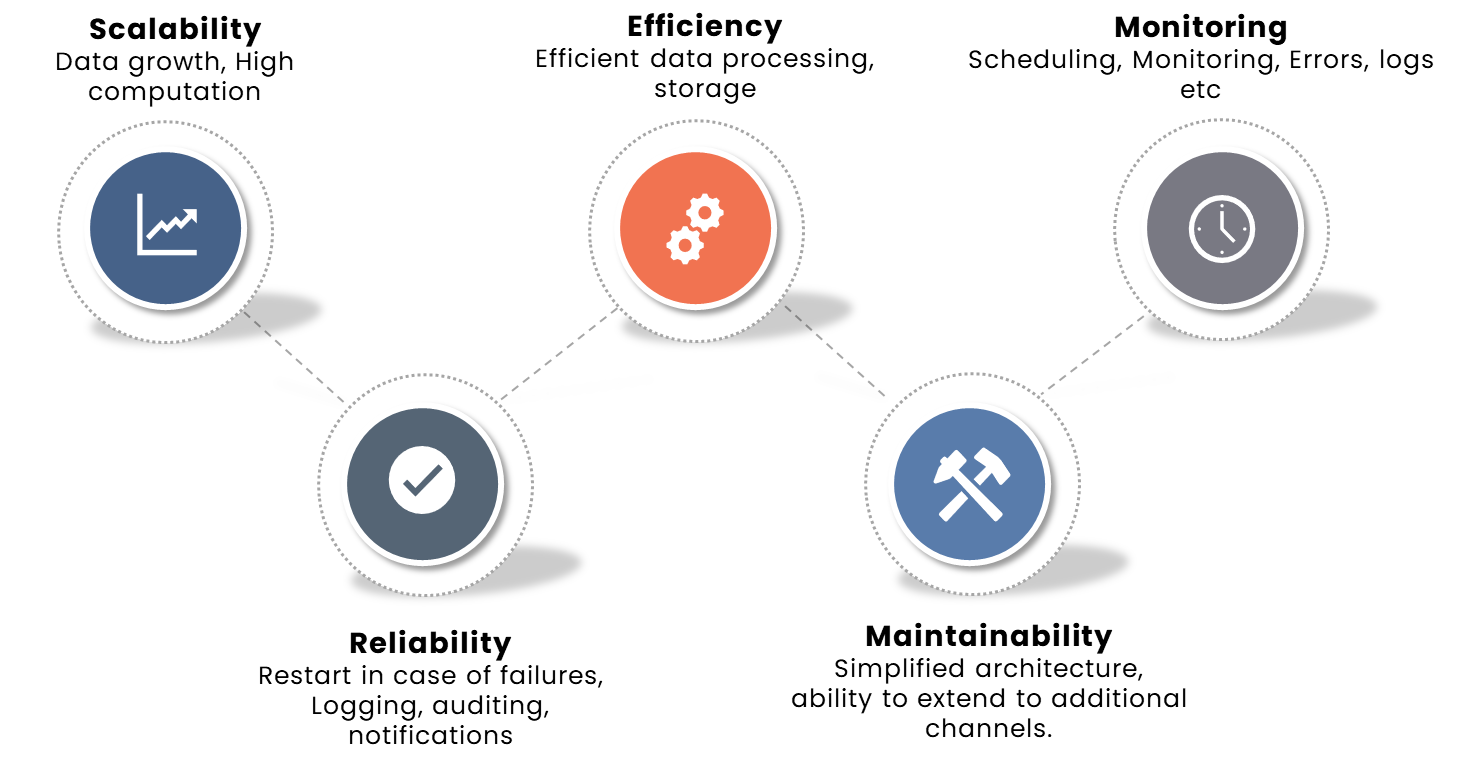 Scalability
Data growth, High
computation
Efficiency
Efficient data processing,
storage
Monitoring
Scheduling, Monitoring, Errors, logs
etc
Reliability
Restart in case of failures,
Logging, auditing,
notifications
Maintainability
Simplified architecture,
ability to extend to additional
channels.